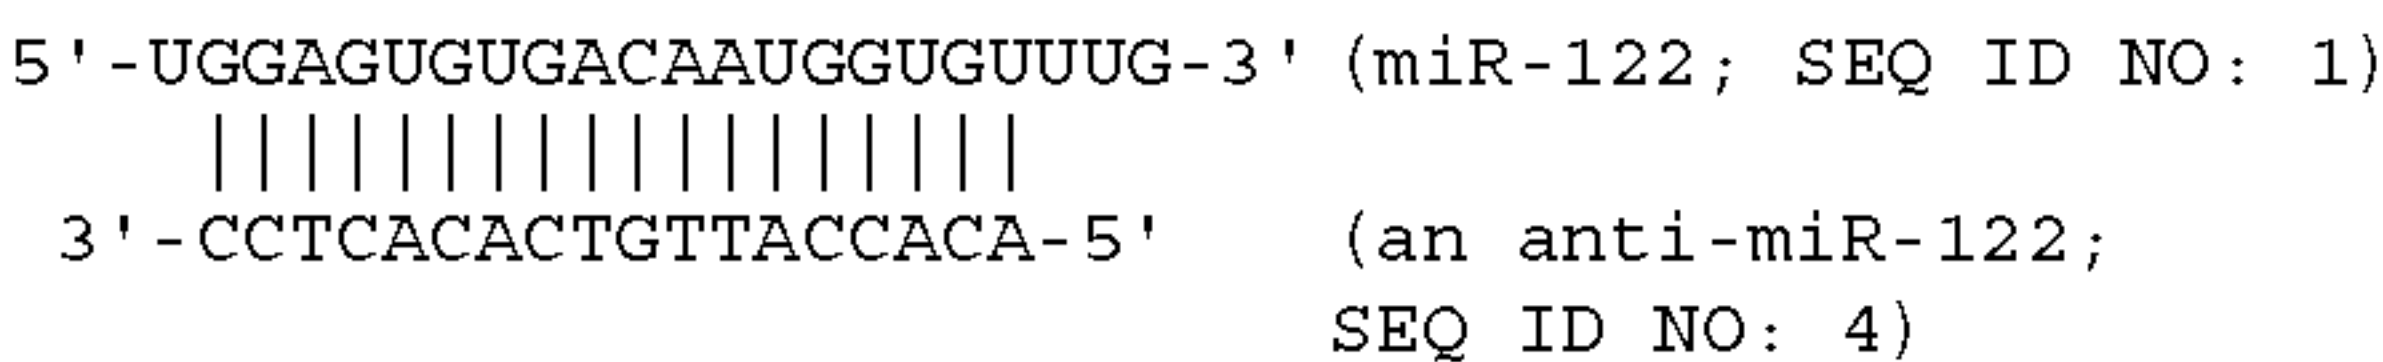 5'-UGGAGUGUGACAAUGGUGUUUG-3' (miR-122; SEQ ID NO: 1)
||||||||||||||||||
3'-CCTCACACTGTTACCACA-5' (an anti-miR-122;
SEQ ID NO: 4)